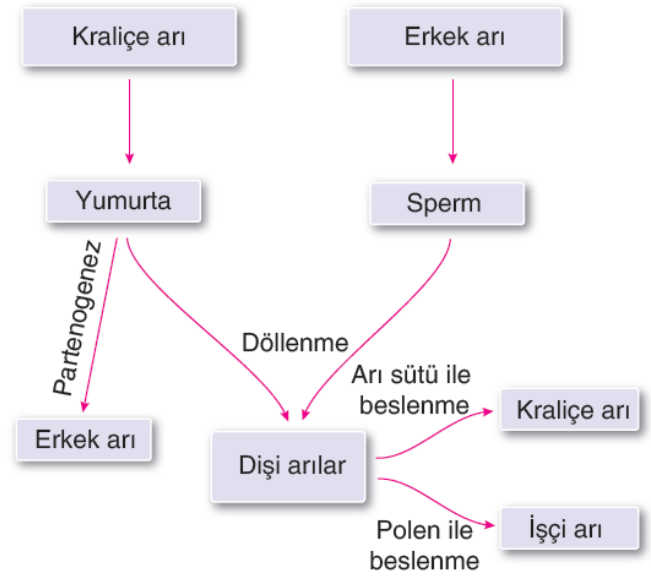 Kraliçe arı
Erkek arı
Yumurta
Sperm
Partenogenez
Döllenme
Arı sütü ile
beslenme
Kraliçe arı
Erkek arı
Dişi arılar
Polen ile
beslenme
İşçi arı